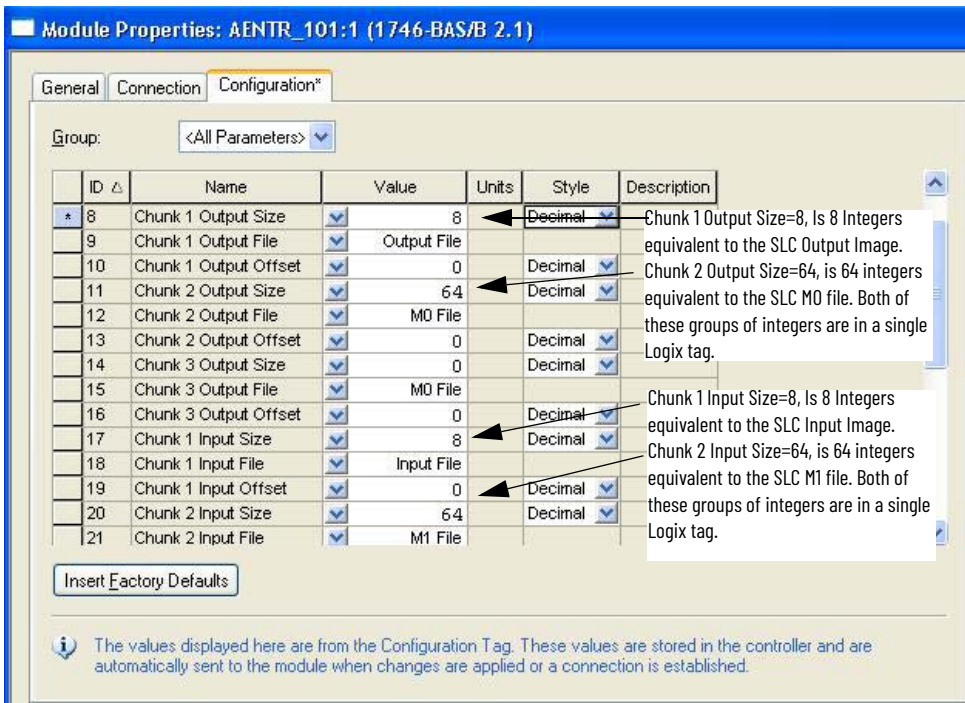 Module Properties: AENTR_101:1 (1746-BAS/B 2.1)
General Connection Configuration*
Group: <All Parameters>
ID Name Value Units Style Description
* 8 Chunk 1 Output Size 8 Decimal
9 Chunk 1 Output File Output File
10 Chunk 1 Output Offset 0 Decimal
11 Chunk 2 Output Size 64 Decimal
12 Chunk 2 Output File M0 File
13 Chunk 2 Output Offset 0 Decimal
14 Chunk 3 Output Size 0 Decimal
15 Chunk 3 Output File M0 File
16 Chunk 3 Output Offset 0 Decimal
17 Chunk 1 Input Size 8 Decimal
18 Chunk 1 Input File Input File
19 Chunk 1 Input Offset 0 Decimal
20 Chunk 2 Input Size 64 Decimal
21 Chunk 2 Input File M1 File
Chunk 1 Output Size=8, Is 8 Integers
equivalent to the SLC Output Image.
Chunk 2 Output Size=64, is 64 integers
equivalent to the SLC M0 file. Both of
these groups of integers are in a single
Logix tag.
Chunk 1 Input Size=8, Is 8 Integers
equivalent to the SLC Input Image.
Chunk 2 Input Size=64, is 64 integers
equivalent to the SLC M1 file. Both of
these groups of integers are in a single
Logix tag.
Insert Factory Defaults
The values displayed here are from the Configuration Tag. These values are stored in the controller and are
automatically sent to the module when changes are applied or a connection is established.